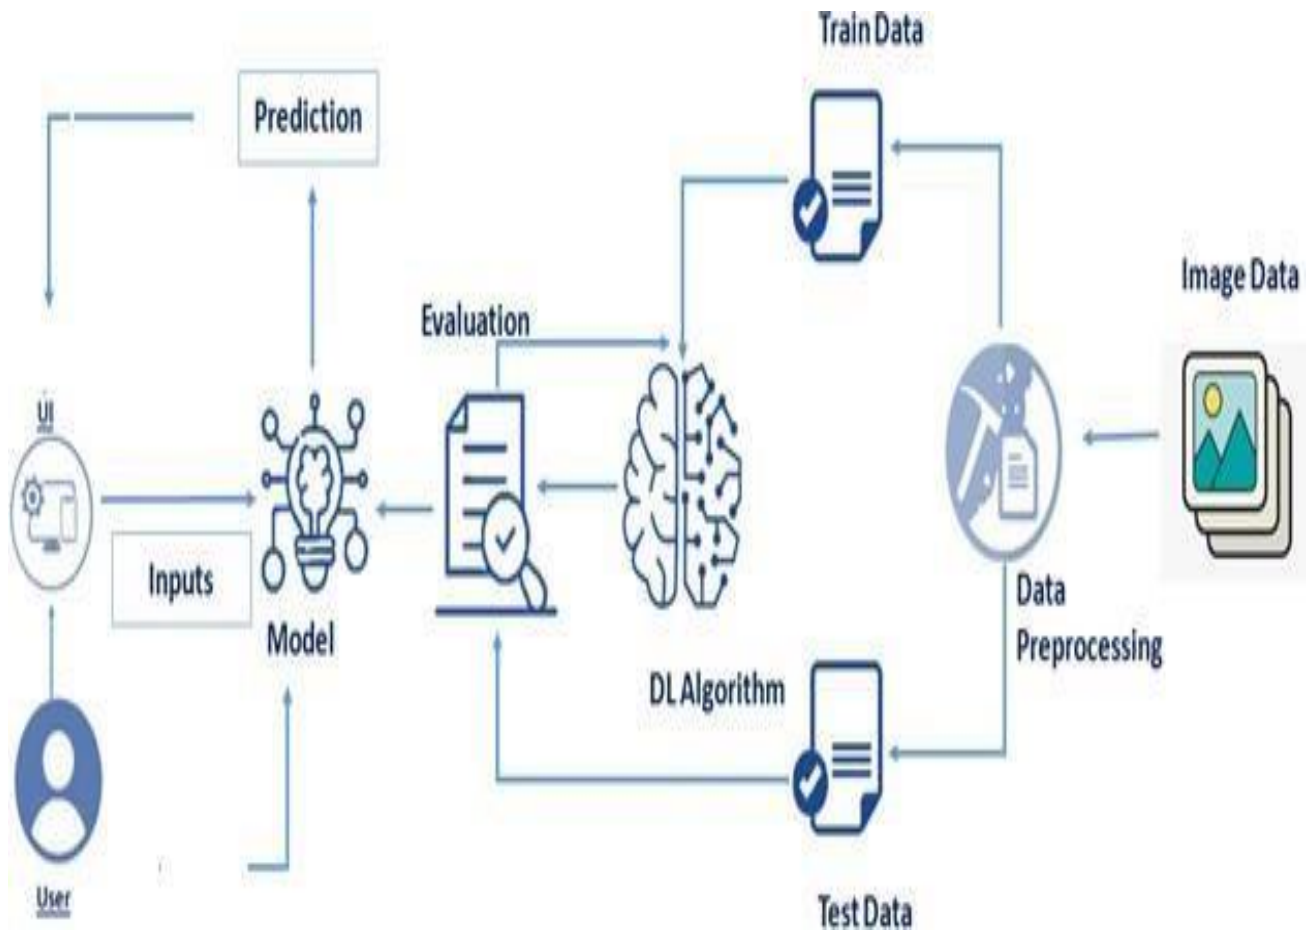 Train Data
Prediction
Image Data
Evaluation
UI
Inputs
Data
Preprocessing
Model
DL Algorithm
User
Test Data